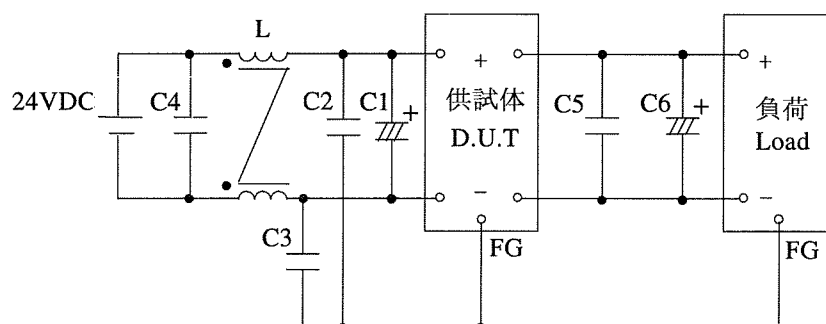 L
24VDC
C4
C2
C1
+
+
供試体
D.U.T
−
FG
C5
C6
+
+
負荷
Load
−
FG
C3